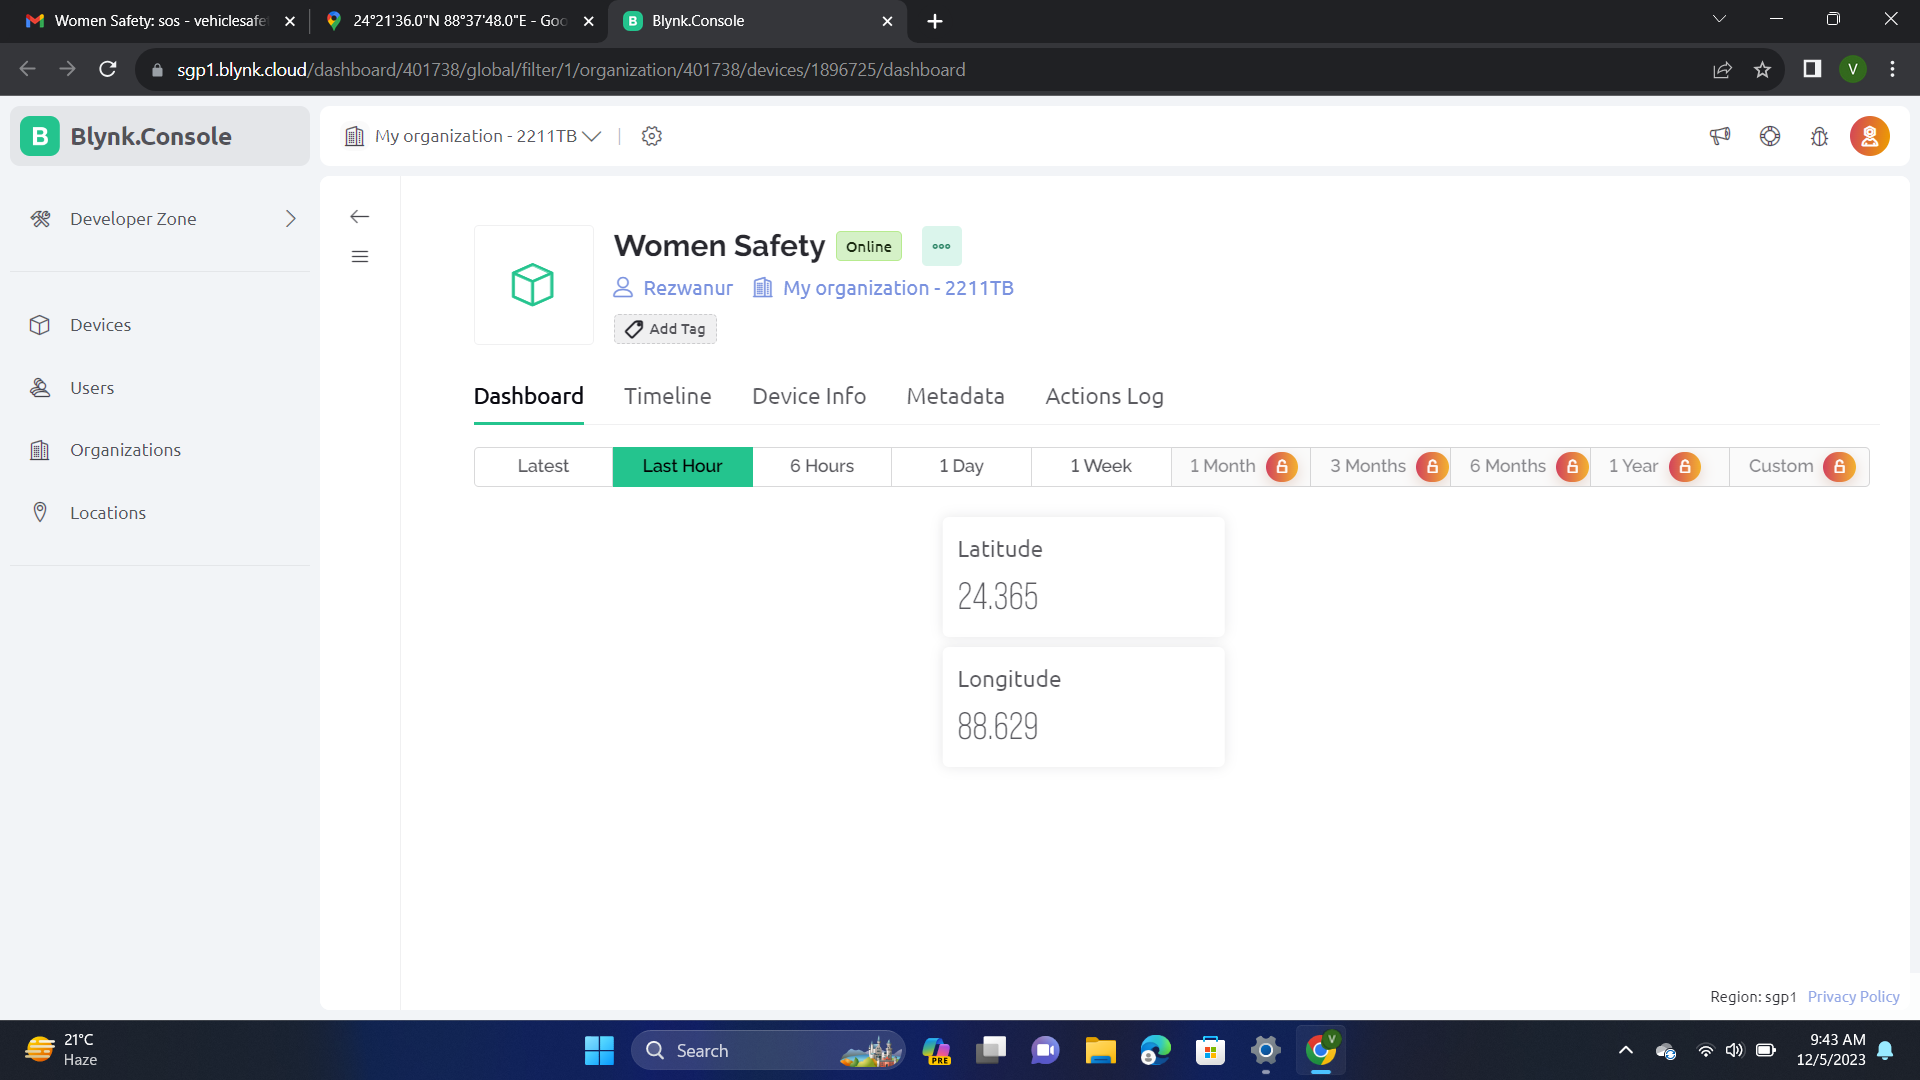 Women Safety: sos - vehiclesafe
24°21'36.0"N 88°37'48.0"E - Goo
Blynk.Console
sgp1.blynk.cloud/dashboard/401738/global/filter/1/organization/401738/devices/1896725/dashboard
V
B Blynk.Console
My organization - 2211TB
Developer Zone
Devices
Users
Organizations
Locations
Women Safety Online
Rezwanur My organization - 2211TB
Add Tag
Dashboard Timeline Device Info Metadata Actions Log
Latest Last Hour 6 Hours 1 Day 1 Week 1 Month 3 Months 6 Months 1 Year Custom
Latitude
24.365
Longitude
88.629
Region: sgp1 Privacy Policy
21°C
Haze
Search
PRE
V
9:43 AM
12/5/2023